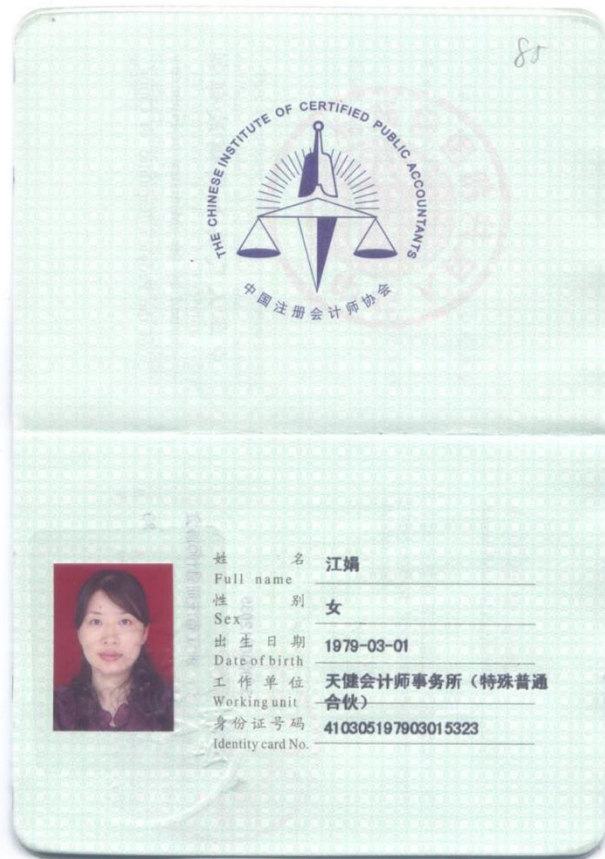 85
THE CHINESE INSTITUTE OF CERTIFIED PUBLIC ACCOUNTANTS
中国注册会计师协会
姓 名 江娟
Full name
性 别 女
Sex
出生日期 1979-03-01
Date of birth
工作单位 天健会计师事务所（特殊普通
Working unit 合伙）
身份证号码 410305197903015323
Identity card No.